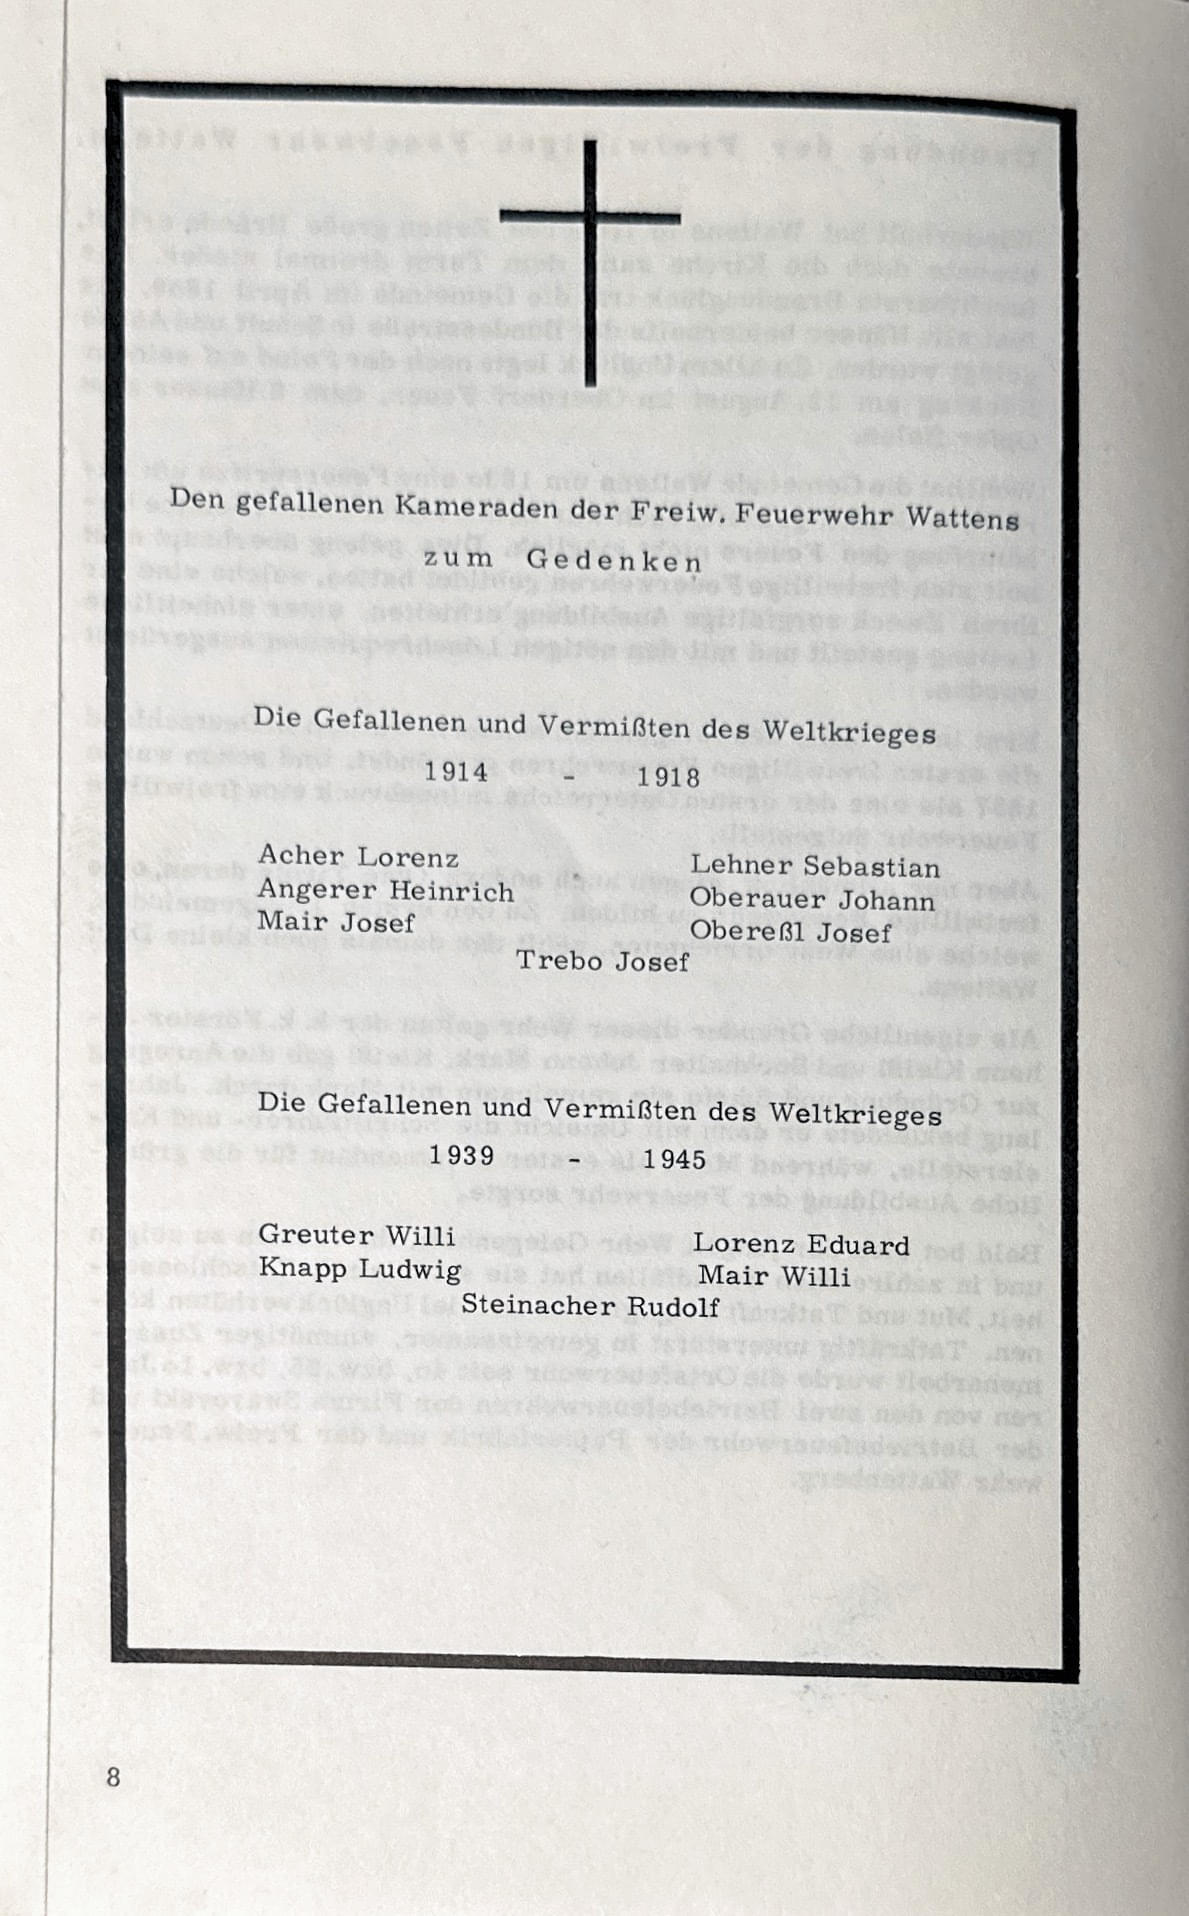 Den gefallenen Kameraden der Freiw. Feuerwehr Wattens
zum Gedenken
Die Gefallenen und Vermißten des Weltkrieges
1914 - 1918
Acher Lorenz Lehner Sebastian
Angerer Heinrich Oberauer Johann
Mair Josef Obereßl Josef
Trebo Josef
Die Gefallenen und Vermißten des Weltkrieges
1939 - 1945
Greuter Willi Lorenz Eduard
Knapp Ludwig Mair Willi
Steinacher Rudolf
8